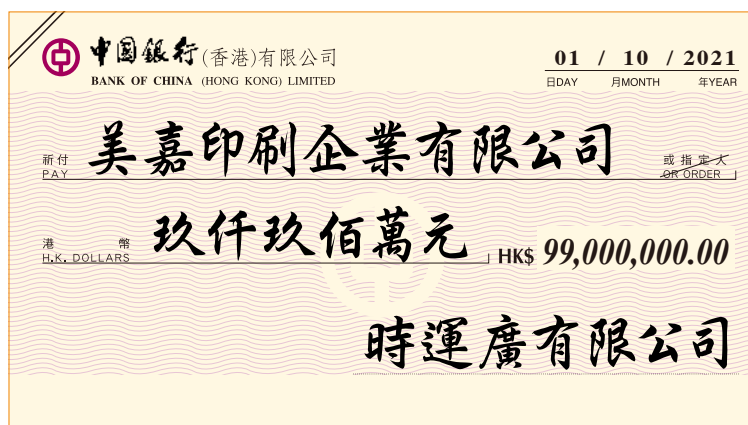 中國銀行(香港)有限公司
BANK OF CHINA (HONG KONG) LIMITED
01 / 10 / 2021
日DAY 月MONTH 年YEAR
祈付 美嘉印刷企業有限公司 或指定人
PAY OR ORDER
港幣 玖仟玖佰萬元
H.K. DOLLARS HK$ 99,000,000.00
時運廣有限公司